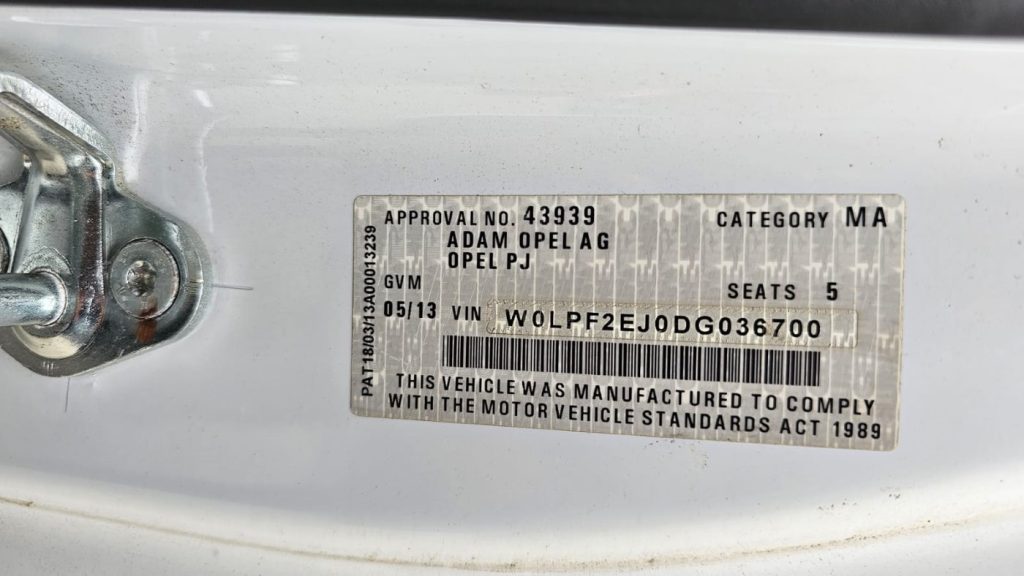 APPROVAL NO. 43939 CATEGORY MA
ADAM OPEL AG
OPEL PJ
GVM SEATS 5
05/13 VIN W0LPF2EJ0DG036700
THIS VEHICLE WAS MANUFACTURED TO COMPLY
WITH THE MOTOR VEHICLE STANDARDS ACT 1989
PAT18/03/13A00013239